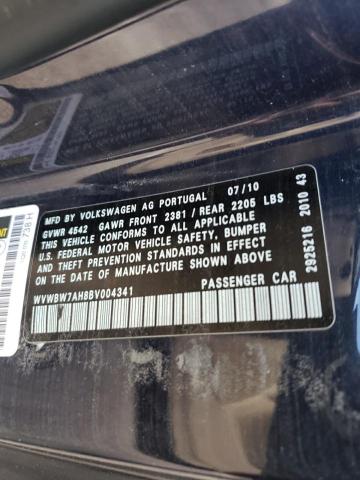 MFD BY VOLKSWAGEN AG PORTUGAL 07/10
GVWR 4542 GAWR FRONT 2381 / REAR 2205 LBS
THIS VEHICLE CONFORMS TO ALL APPLICABLE
U.S. FEDERAL MOTOR VEHICLE SAFETY, BUMPER
AND THEFT PREVENTION STANDARDS IN EFFECT
ON THE DATE OF MANUFACTURE SHOWN ABOVE.
WVWBW7AH8BV004341 PASSENGER CAR
2925216 2010 43
738 H